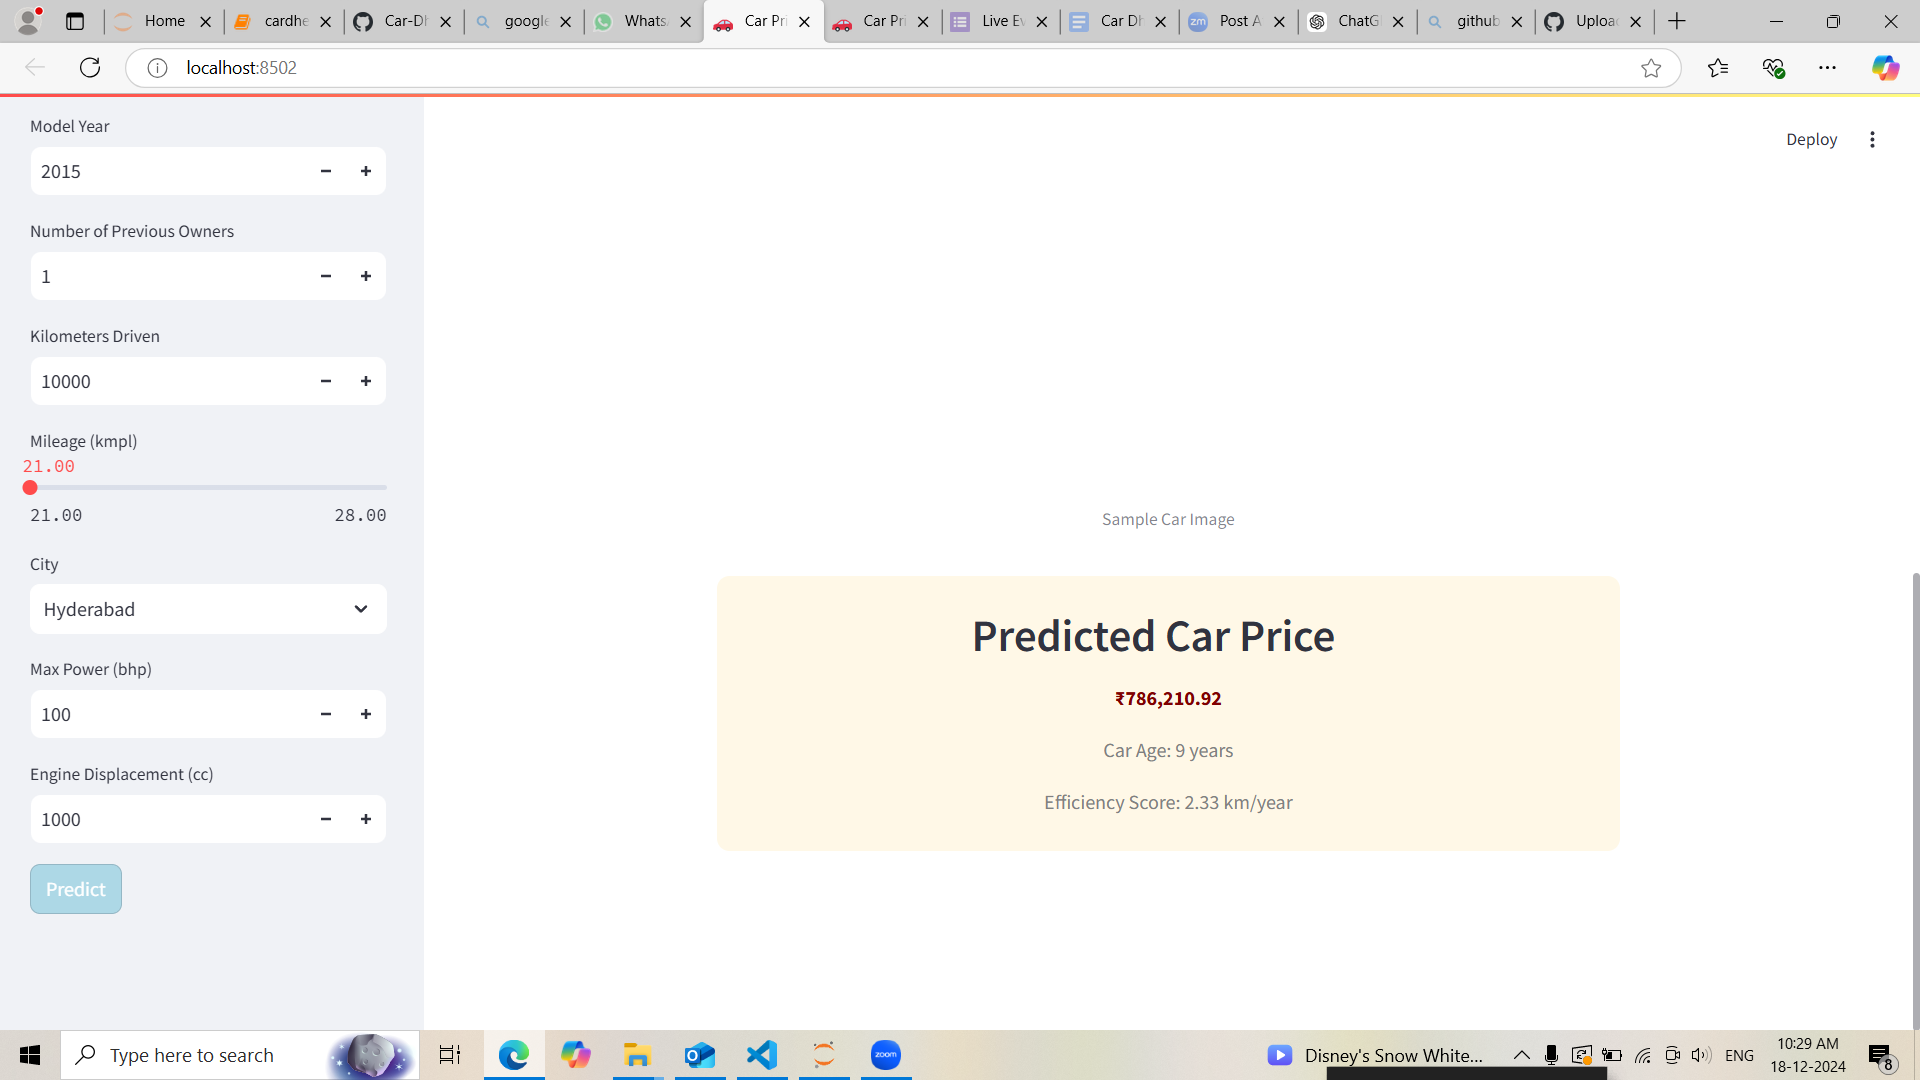 Home
cardhe
Car-Dh
google
Whats
Car Pri
Car Pri
Live Ev
Car Dh
Post A
ChatG
github
Uploa
localhost:8502
Deploy
Model Year
2015
Number of Previous Owners
1
Kilometers Driven
10000
Mileage (kmpl)
21.00
21.00 28.00
City
Hyderabad
Max Power (bhp)
100
Engine Displacement (cc)
1000
Predict
Sample Car Image
Predicted Car Price
₹786,210.92
Car Age: 9 years
Efficiency Score: 2.33 km/year
Type here to search
zoom
Disney's Snow White...
ENG
10:29 AM
18-12-2024
8